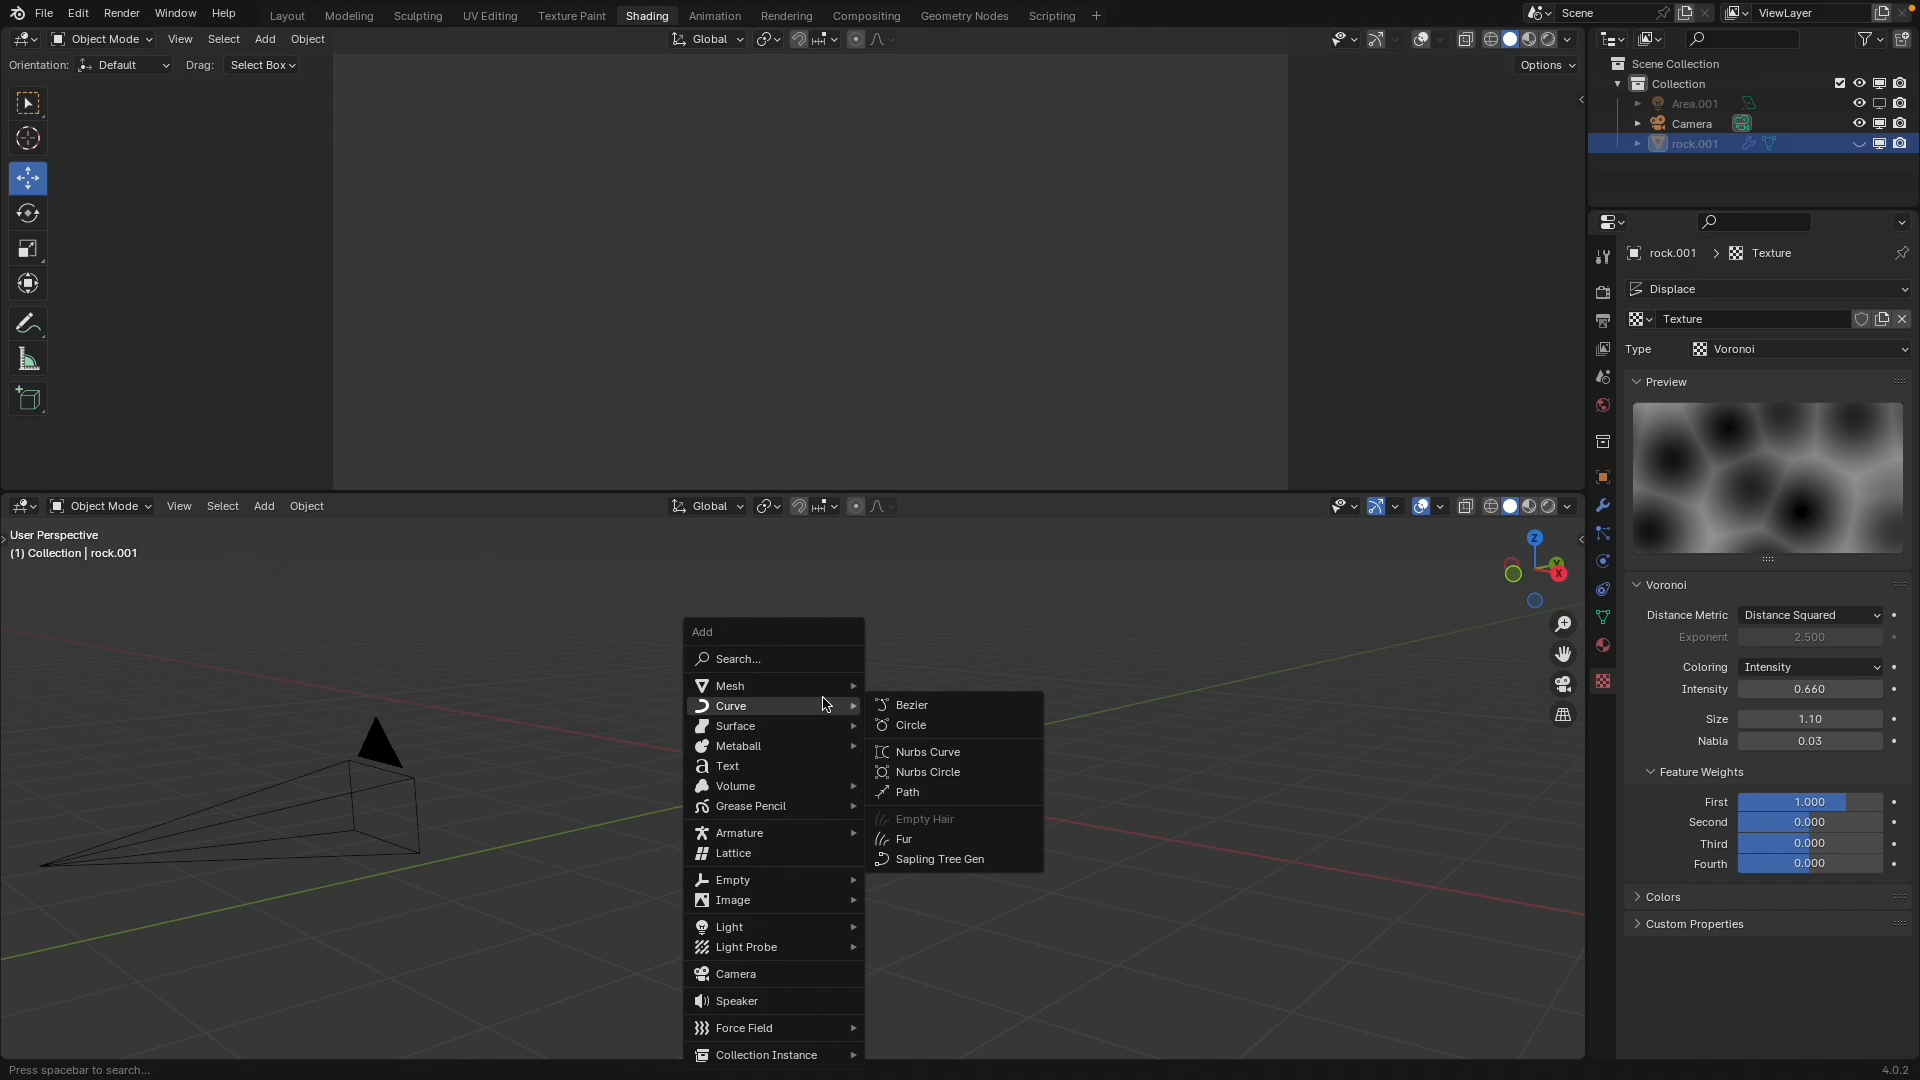 File Edit Render Window Help Layout Modeling Sculpting UV Editing Texture Paint Shading Animation Rendering Compositing Geometry Nodes Scripting + Scene ViewLayer
Object Mode View Select Add Object Global
Orientation: Default Drag: Select Box Options
Scene Collection
Collection
Area.001
Camera
rock.001
rock.001 > Texture
Displace
Texture
Type Voronoi
Preview
Object Mode View Select Add Object Global
User Perspective
(1) Collection | rock.001
Z
Y
X
Add
Search...
Mesh
Curve
Surface
Metaball
Text
Volume
Grease Pencil
Armature
Lattice
Empty
Image
Light
Light Probe
Camera
Speaker
Force Field
Collection Instance
Bezier
Circle
Nurbs Curve
Nurbs Circle
Path
Empty Hair
Fur
Sapling Tree Gen
Voronoi
Distance Metric Distance Squared
Exponent 2.500
Coloring Intensity
Intensity 0.660
Size 1.10
Nabla 0.03
Feature Weights
First 1.000
Second 0.000
Third 0.000
Fourth 0.000
Colors
Custom Properties
Press spacebar to search...
4.0.2